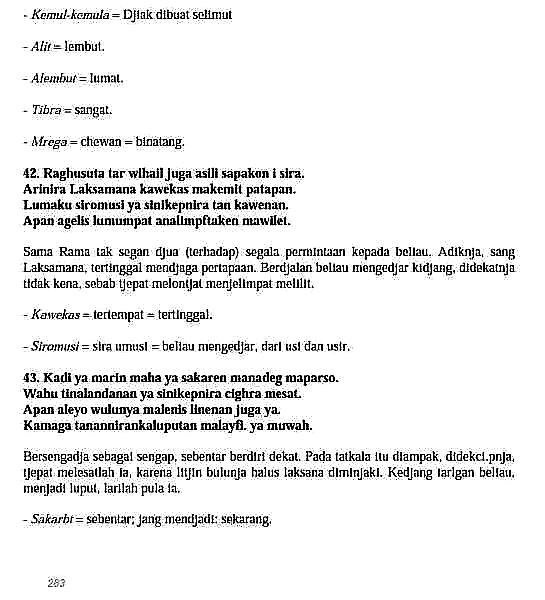 - Kemul-kemula = Djiak dibuat selimut
- Alit = lembut.
- Alembut = lumat.
- Tibra = sangat.
- Mrega = chewan = binatang.
42. Raghusuta tar wihail juga asili sapakon i sira.
Arinira Laksamana kawekas makemit patapan.
Lumaku siromusi ya sinikepnira tan kawenan.
Apan agelis lumumpat analimpftaken mawilet.
Sama Rama tak segan djua (terhadap) segala permintaan kepada beliau. Adiknja, sang
Laksamana, tertinggal mendjaga pertapaan. Berdjalan beliau mengedjar kidjang, didekatnja
tidak kena, sebab tjepat melontjat menjelimpat melilit.
- Kawekas = tertempat = tertinggal.
- Siromusi = sira umusi = beliau mengedjar, dari usi dan usir.
43. Kadi ya marin maha ya sakaren manadeg maparso.
Wahu tinalandanan ya sinikepnira cighra mesat.
Apan aleyo wulunya malenis linenan juga ya.
Kamaga tanannirankaluputan malayfi. ya muwah.
Bersengadja sebagai sengap, sebentar berdiri dekat. Pada tatkala itu diampak, didekci.pnja,
tjepat melesatlah ia, karena litjin bulunja halus laksana diminjaki. Kedjang tarigan beliau,
menjadi luput, larilah pula ia.
- Sakarbt = sebentar; jang mendjadi: sekarang.
283